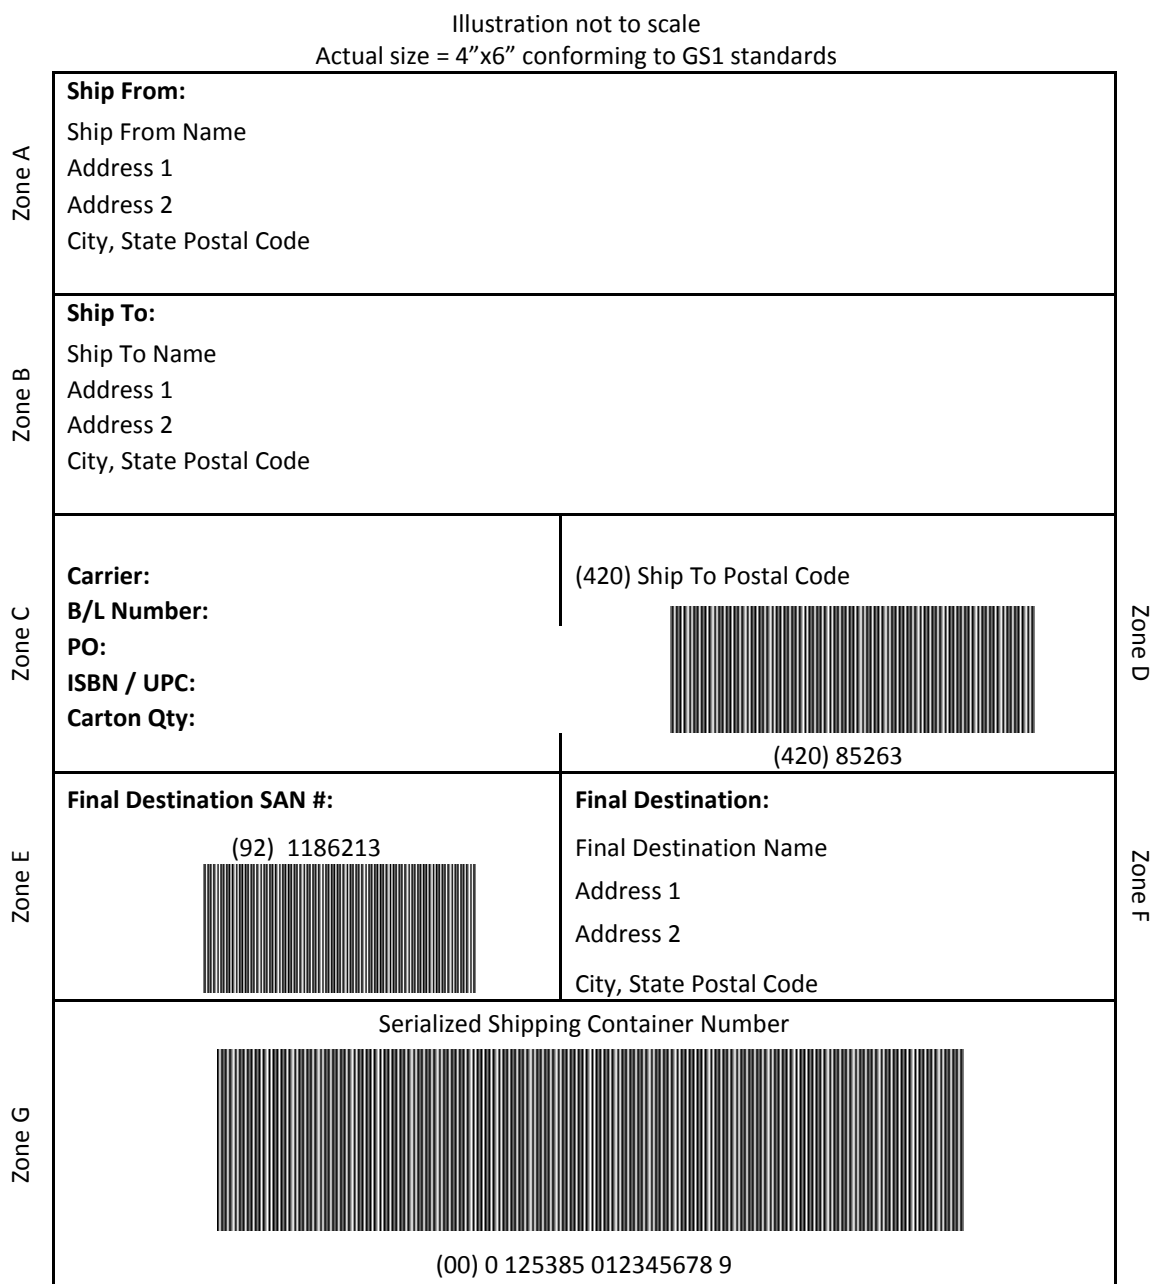 Illustration not to scale
Actual size = 4”x6” conforming to GS1 standards
Zone A
Ship From:
Ship From Name
Address 1
Address 2
City, State Postal Code
Zone B
Ship To:
Ship To Name
Address 1
Address 2
City, State Postal Code
Zone C
Carrier:
B/L Number:
PO:
ISBN / UPC:
Carton Qty:
(420) Ship To Postal Code
(420) 85263
Zone D
Zone E
Final Destination SAN #:
(92) 1186213
Final Destination:
Final Destination Name
Address 1
Address 2
City, State Postal Code
Zone F
Zone G
Serialized Shipping Container Number
(00) 0 125385 012345678 9